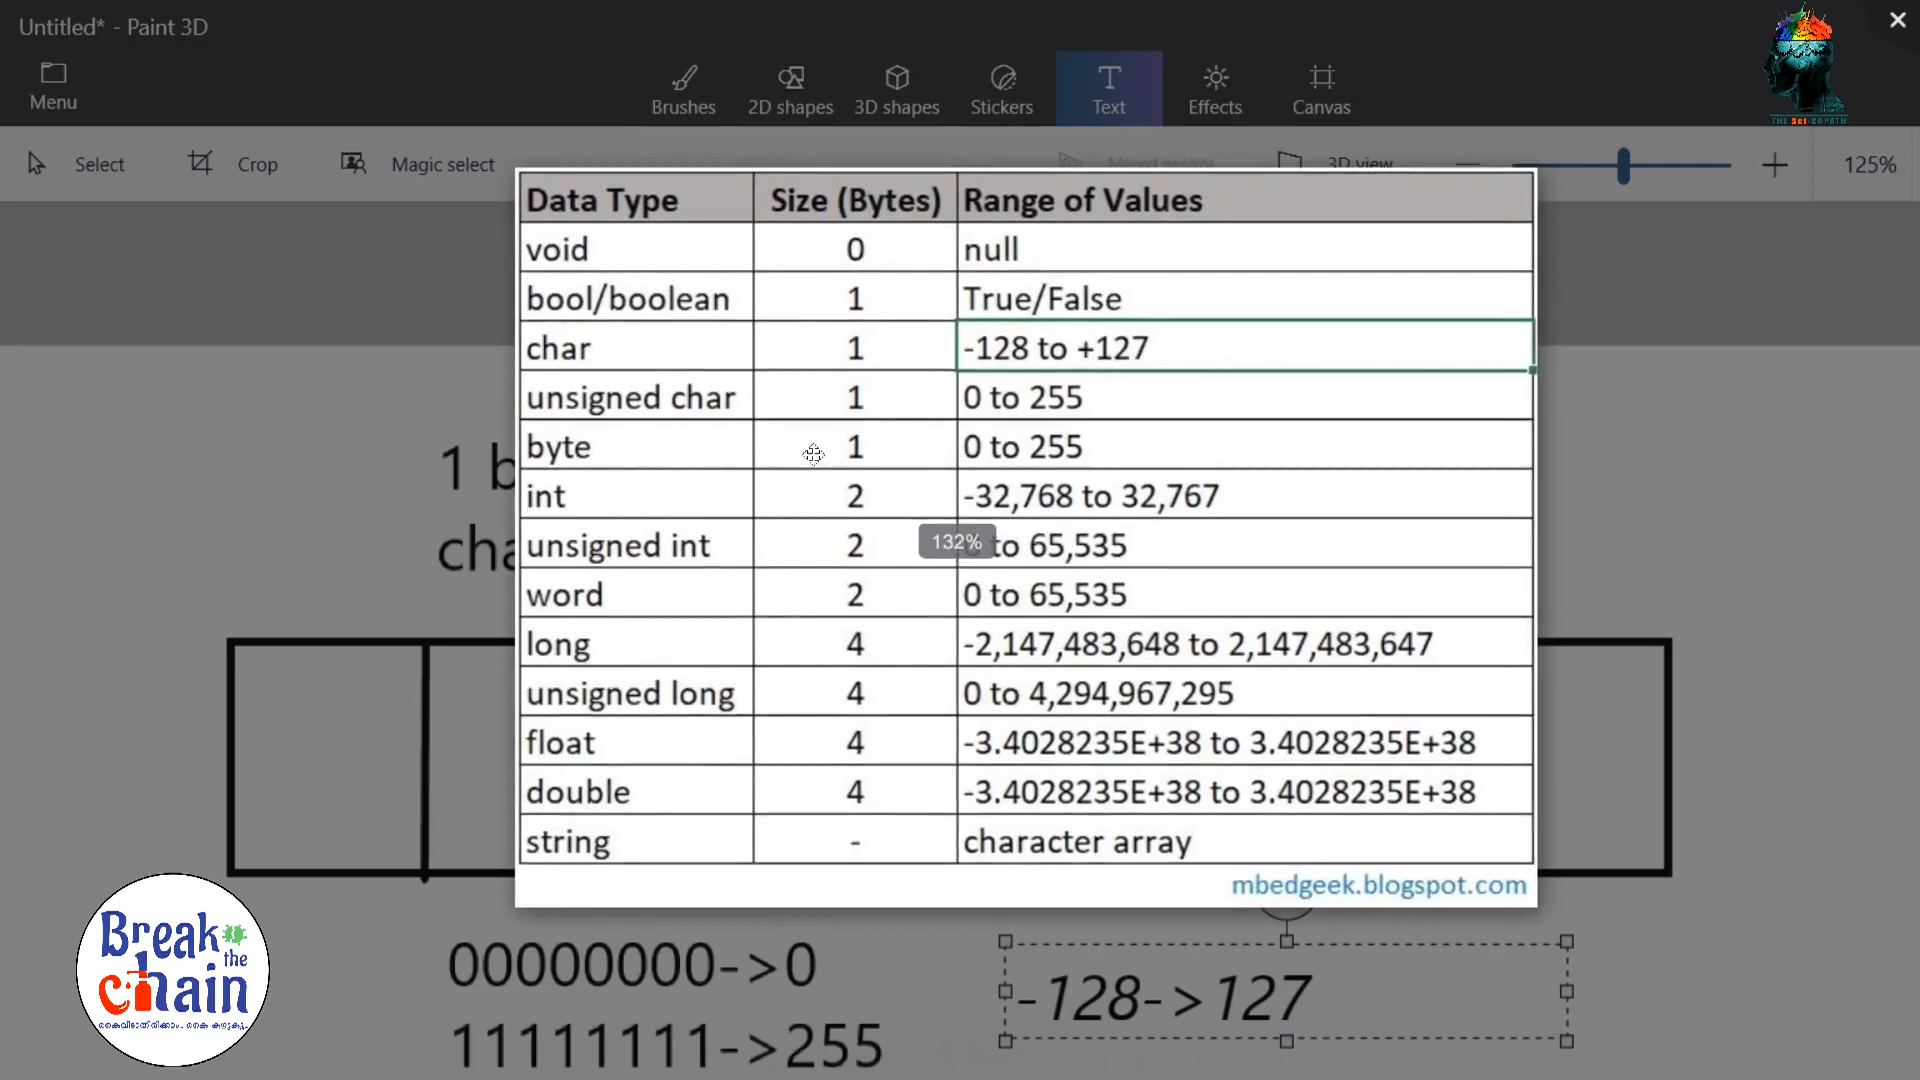 Untitled* - Paint 3D
Menu
Brushes
2D shapes
3D shapes
Stickers
Text
Effects
Canvas
THE Sci-COPATH
Select
Crop
Magic select
3D view
125%
Data Type Size (Bytes) Range of Values
void 0 null
bool/boolean 1 True/False
char 1 -128 to +127
unsigned char 1 0 to 255
byte 1 0 to 255
int 2 -32,768 to 32,767
unsigned int 2 to 65,535
132%
word 2 0 to 65,535
long 4 -2,147,483,648 to 2,147,483,647
unsigned long 4 0 to 4,294,967,295
float 4 -3.4028235E+38 to 3.4028235E+38
double 4 -3.4028235E+38 to 3.4028235E+38
string - character array
mbedgeek.blogspot.com
1 b
cha
00000000->0
11111111->255
-128->127
Break
the
chain